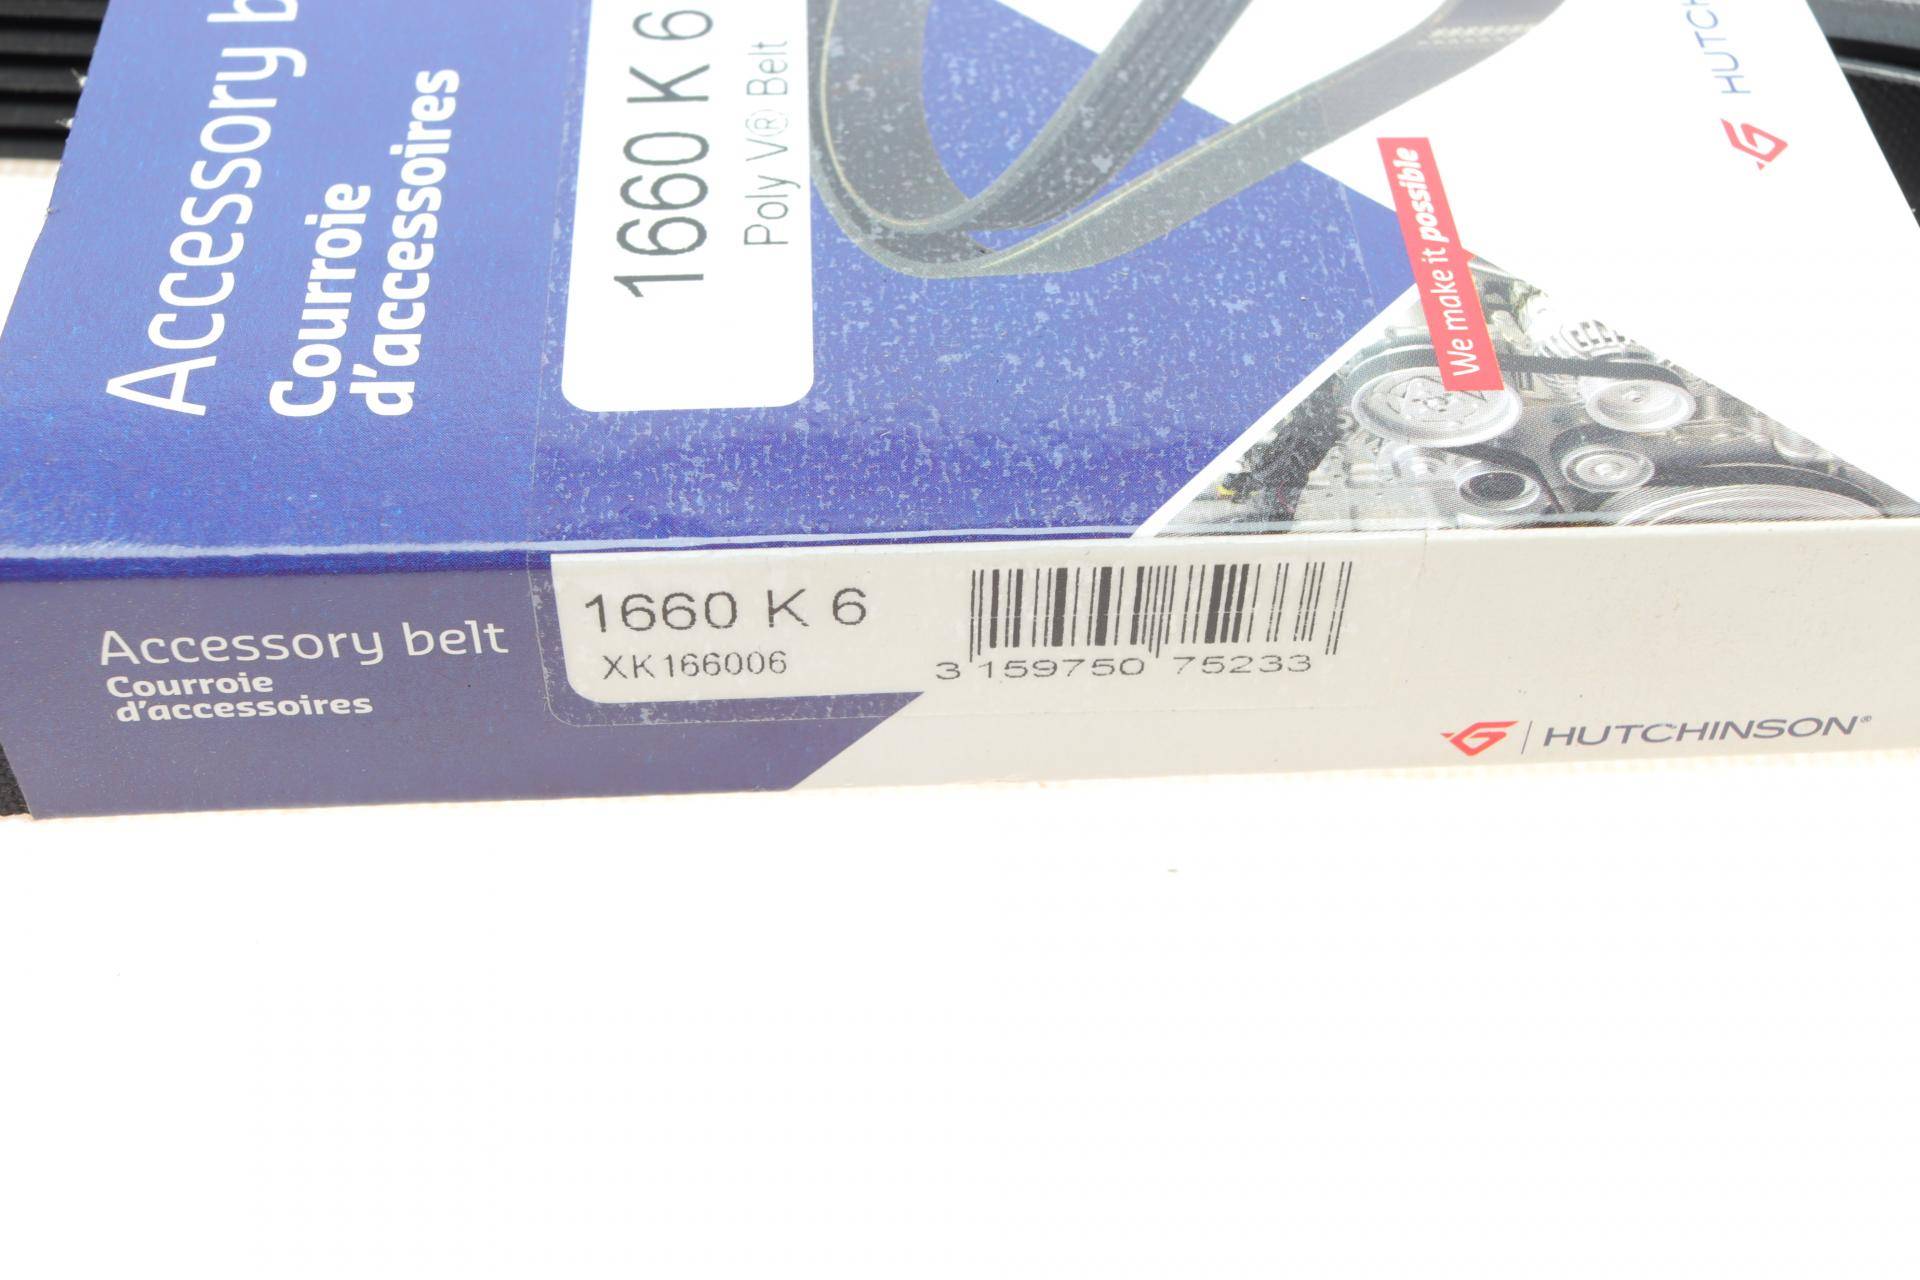 Accessory b
Courroie
d'accessoires
1660 K 6
Poly V® Belt
HUTCH
We make it possible
Accessory belt
Courroie
d'accessoires
1660 K 6
XK166006
3 159750 75233
HUTCHINSON®